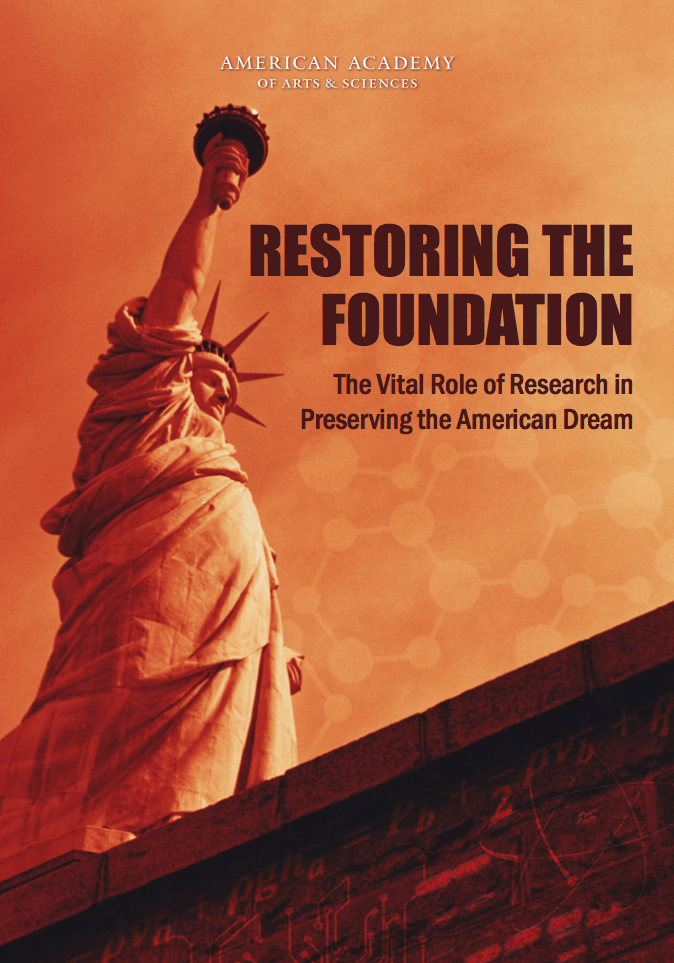 AMERICAN ACADEMY
OF ARTS & SCIENCES
RESTORING THE
FOUNDATION
The Vital Role of Research in
Preserving the American Dream